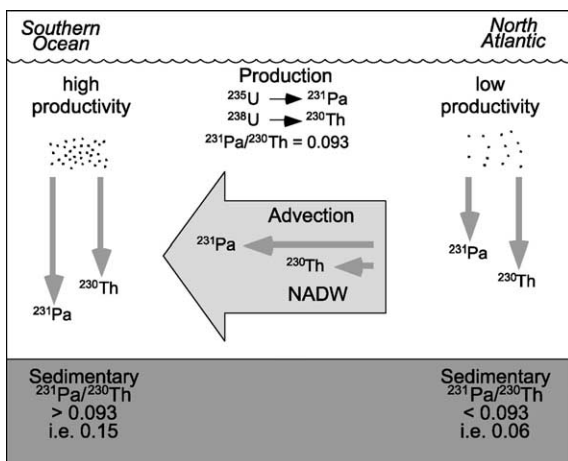 Southern
Ocean
North
Atlantic
high
productivity
Production
²³⁵U → ²³¹Pa
²³⁸U → ²³⁰Th
²³¹Pa/²³⁰Th = 0.093
low
productivity
Advection
²³¹Pa
²³⁰Th
NADW
²³⁰Th
²³¹Pa
²³¹Pa
²³⁰Th
Sedimentary
²³¹Pa/²³⁰Th
> 0.093
i.e. 0.15
Sedimentary
²³¹Pa/²³⁰Th
< 0.093
i.e. 0.06